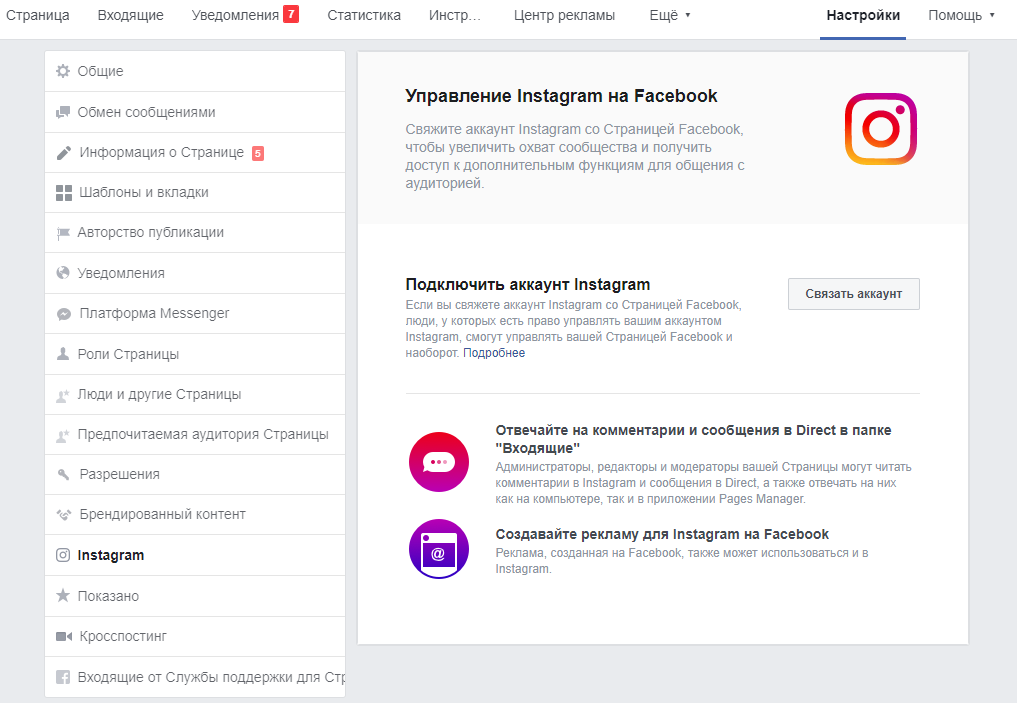 Страница Входящие Уведомления 7 Статистика Инстр… Центр рекламы Ещё Настройки Помощь
Общие
Обмен сообщениями
Информация о Странице 5
Шаблоны и вкладки
Авторство публикации
Уведомления
Платформа Messenger
Роли Страницы
Люди и другие Страницы
Предпочитаемая аудитория Страницы
Разрешения
Брендированный контент
Instagram
Показано
Кросспостинг
Входящие от Службы поддержки для Стр
Управление Instagram на Facebook
Свяжите аккаунт Instagram со Страницей Facebook,
чтобы увеличить охват сообщества и получить
доступ к дополнительным функциям для общения с
аудиторией.
Подключить аккаунт Instagram
Если вы свяжете аккаунт Instagram со Страницей Facebook,
люди, у которых есть право управлять вашим аккаунтом
Instagram, смогут управлять вашей Страницей Facebook и
наоборот. Подробнее
Связать аккаунт
Отвечайте на комментарии и сообщения в Direct в папке
"Входящие"
Администраторы, редакторы и модераторы вашей Страницы могут читать
комментарии в Instagram и сообщения в Direct, а также отвечать на них
как на компьютере, так и в приложении Pages Manager.
@
Создавайте рекламу для Instagram на Facebook
Реклама, созданная на Facebook, также может использоваться и в
Instagram.